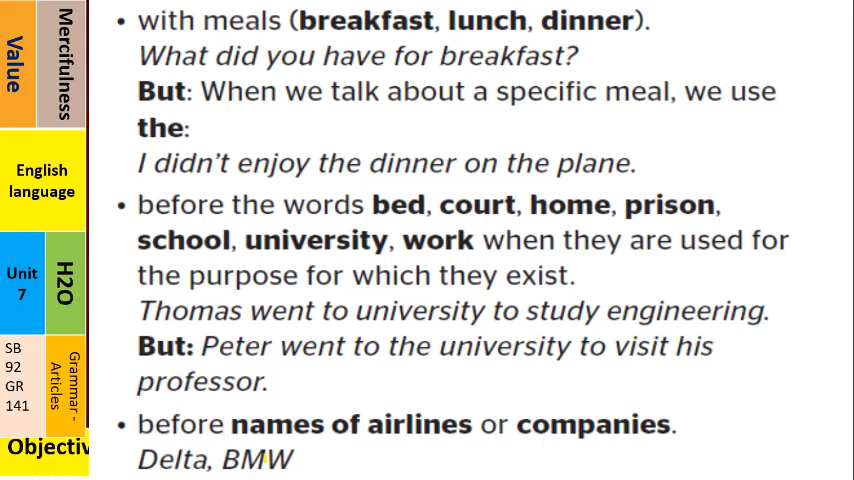 Value
Mercifulness
English
language
Unit
7
H2O
SB
92
GR
141
Grammar -
Articles
Objectiv
• with meals (breakfast, lunch, dinner).
What did you have for breakfast?
But: When we talk about a specific meal, we use
the:
I didn't enjoy the dinner on the plane.
• before the words bed, court, home, prison,
school, university, work when they are used for
the purpose for which they exist.
Thomas went to university to study engineering.
But: Peter went to the university to visit his
professor.
• before names of airlines or companies.
Delta, BMW